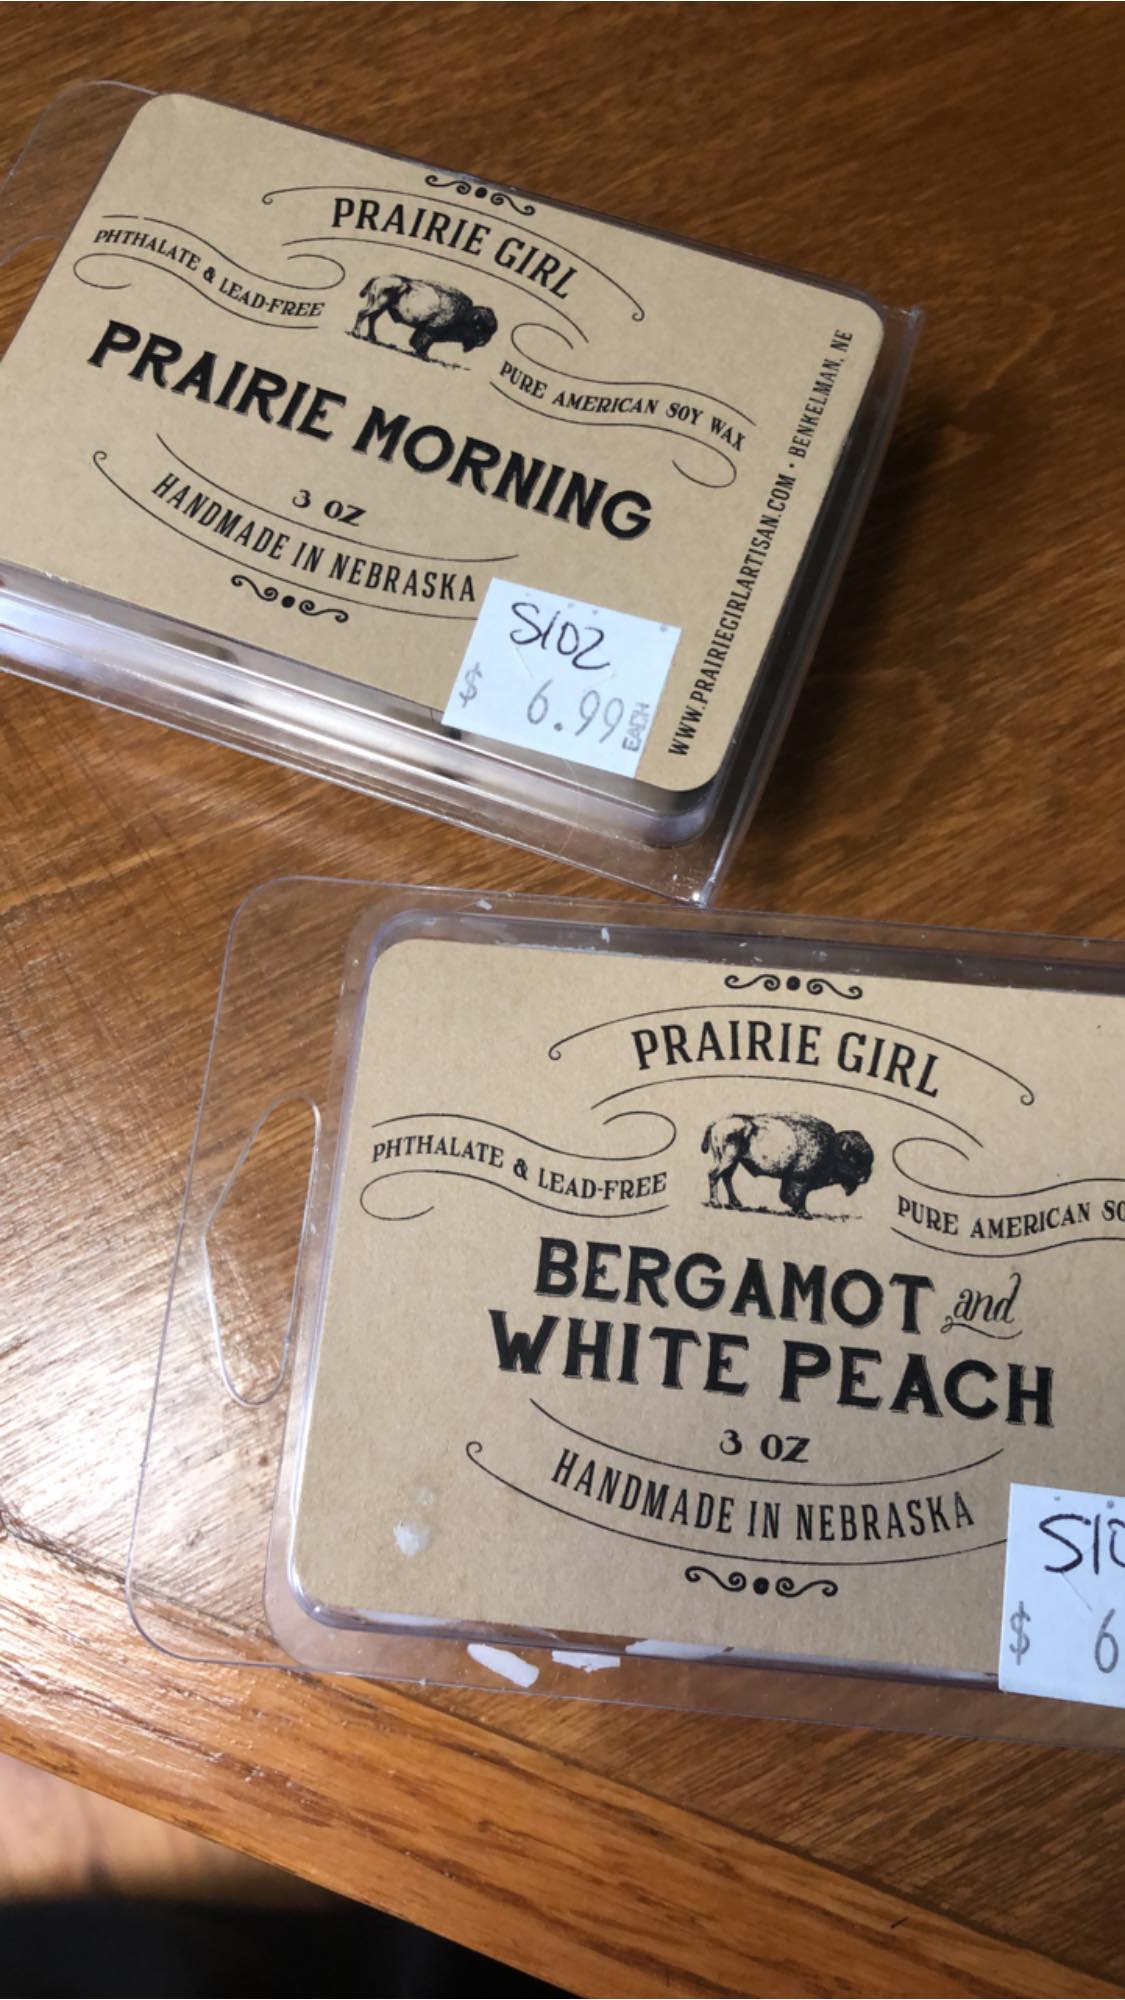 PRAIRIE GIRL
PHTHALATE & LEAD-FREE
PURE AMERICAN SOY WAX
PRAIRIE MORNING
3 OZ
HANDMADE IN NEBRASKA
WWW.PRAIRIEGIRLARTISAN.COM • BENKELMAN, NE
S102
$ 6.99 EACH
PRAIRIE GIRL
PHTHALATE & LEAD-FREE
PURE AMERICAN SO
BERGAMOT and
WHITE PEACH
3 OZ
HANDMADE IN NEBRASKA
S10
$ 6